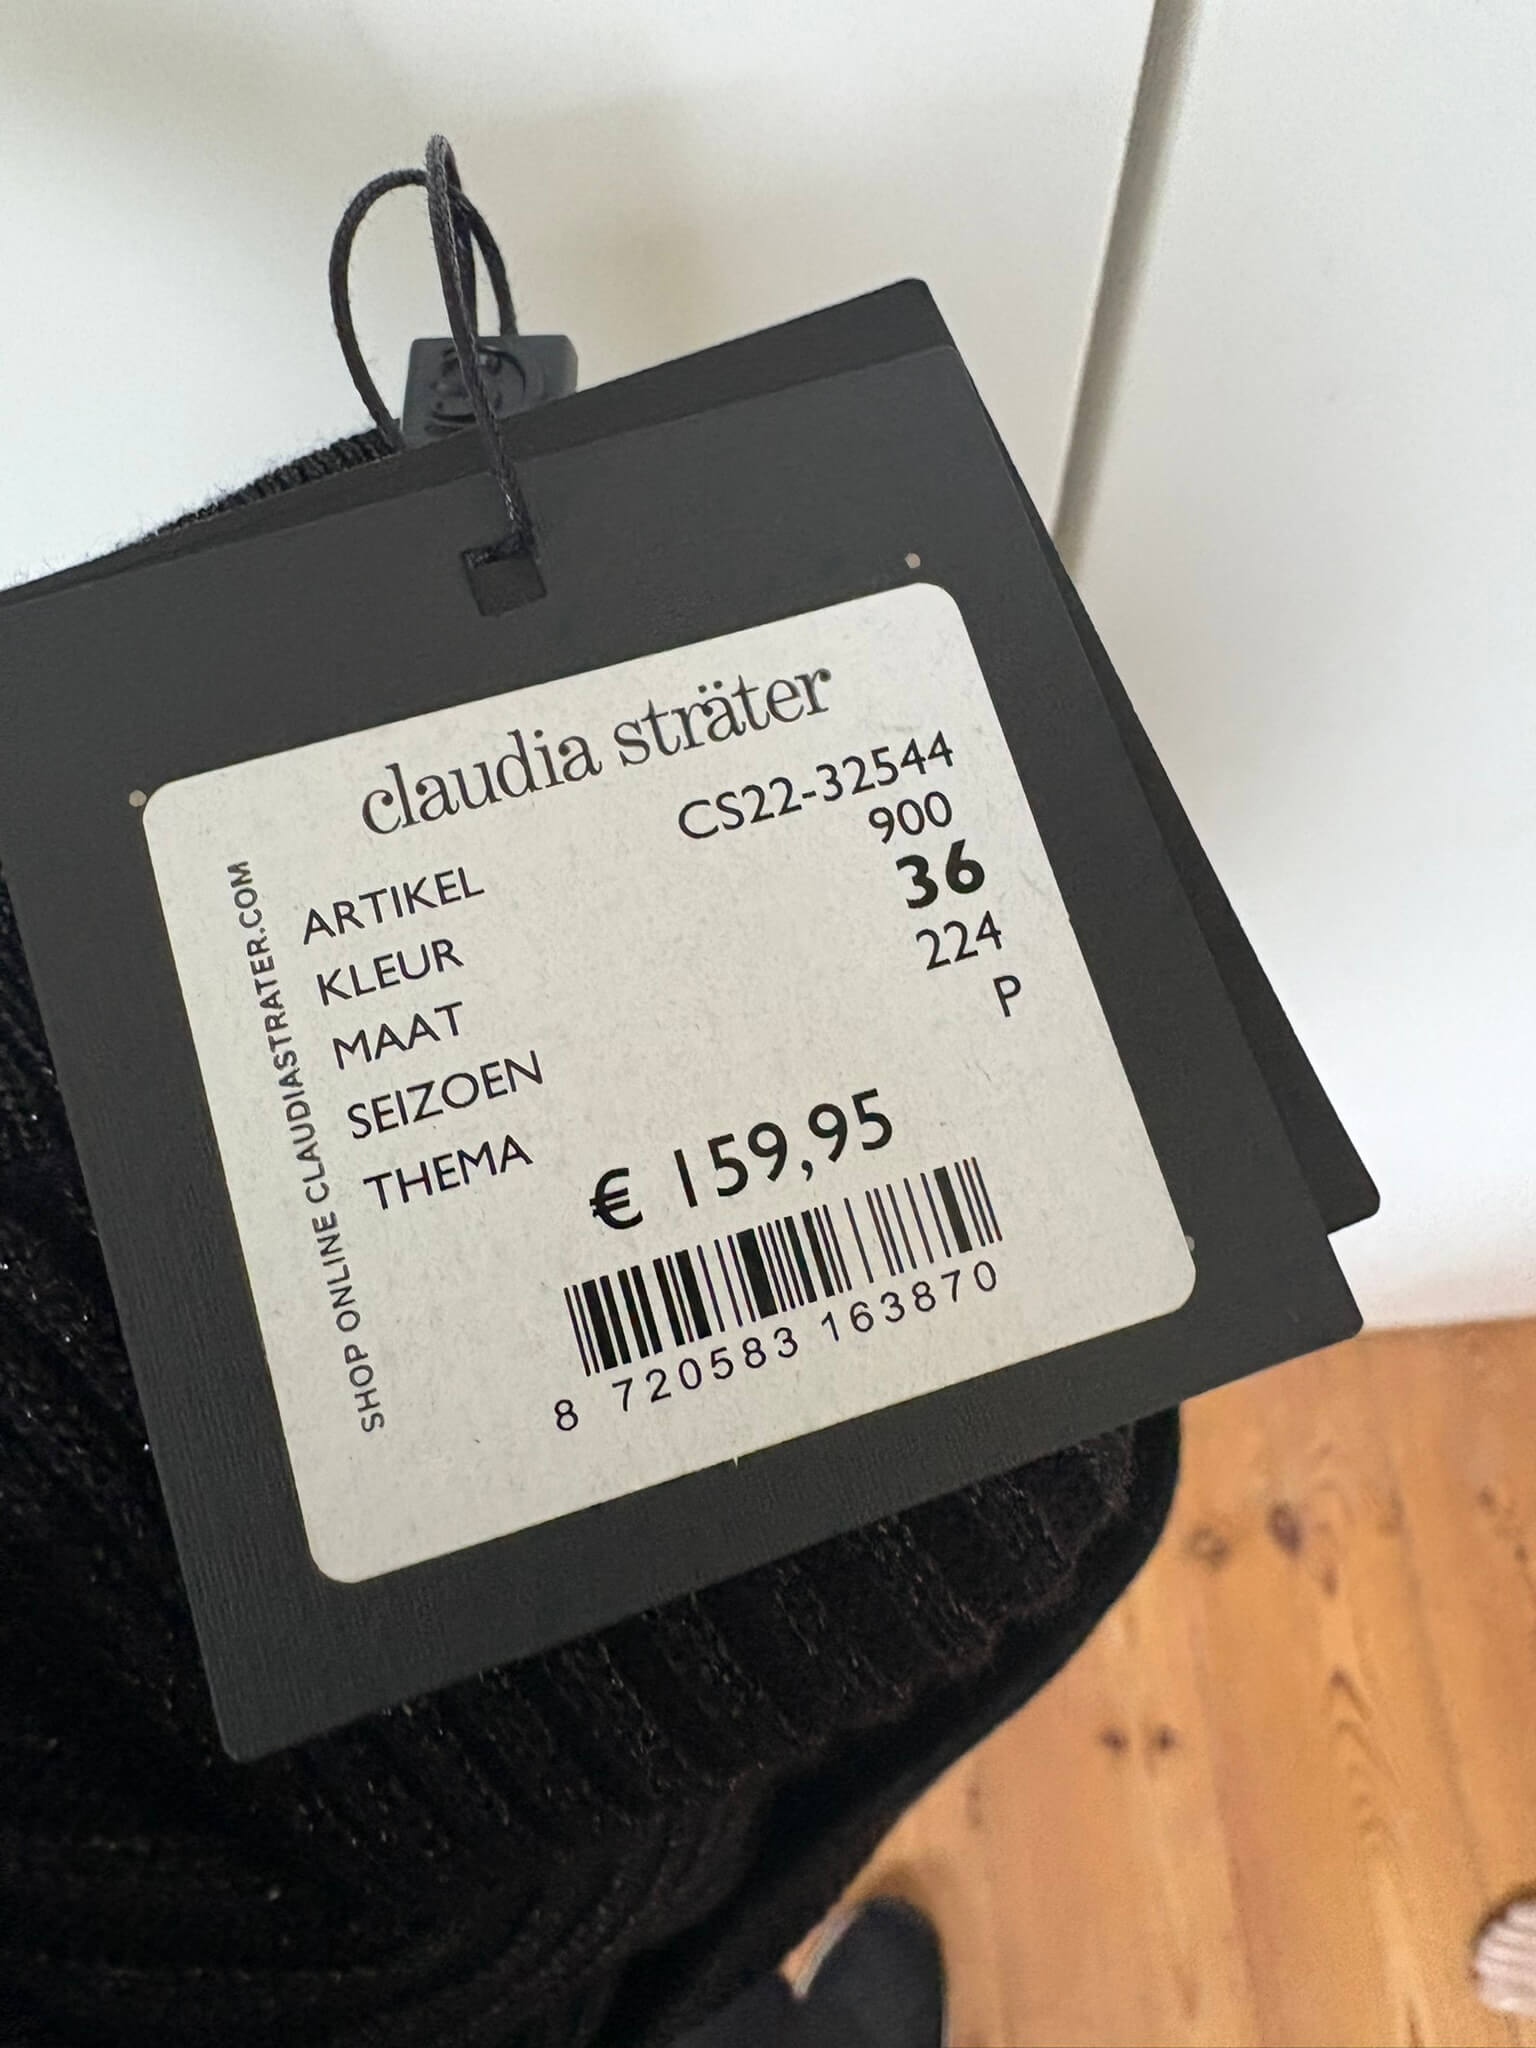 claudia sträter
ARTIKEL CS22-32544
KLEUR 900
MAAT 36
SEIZOEN 224
THEMA P
€ 159,95
8 720583 163870
SHOP ONLINE CLAUDIASTRATER.COM